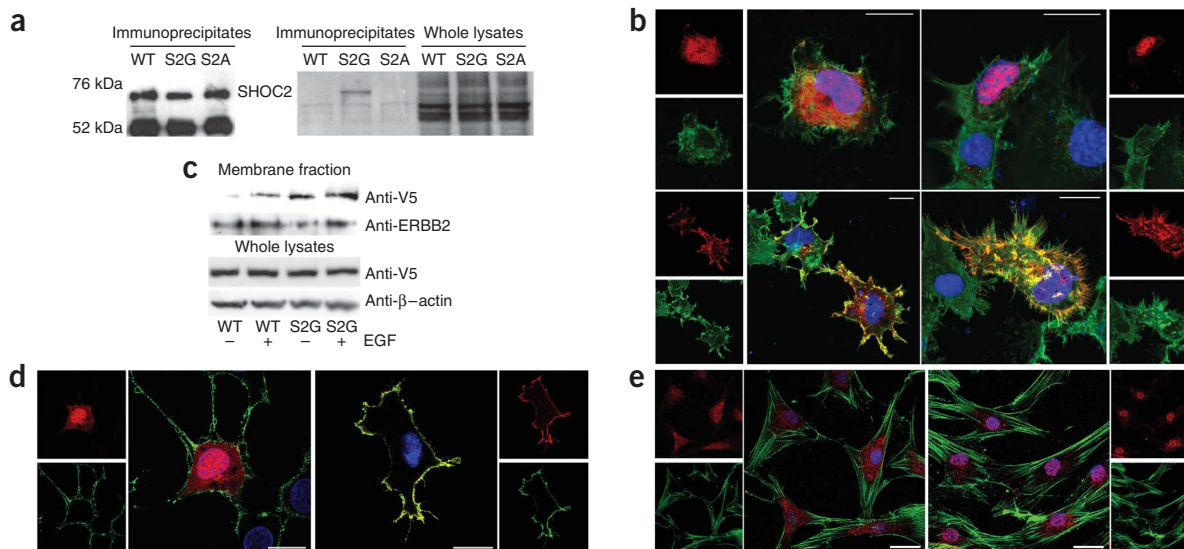 a
Immunoprecipitates
WT S2G S2A
76 kDa
SHOC2
52 kDa
Immunoprecipitates Whole lysates
WT S2G S2A WT S2G S2A
b
c
Membrane fraction
Anti-V5
Anti-ERBB2
Whole lysates
Anti-V5
Anti-β–actin
WT WT S2G S2G
– + – + EGF
d
e